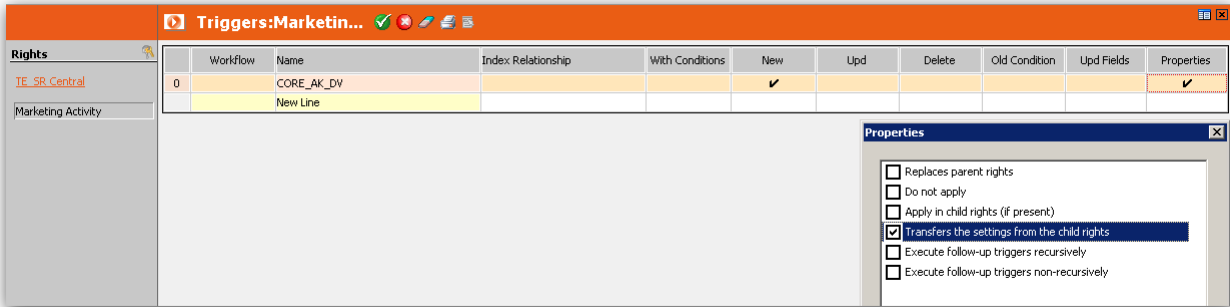 Triggers:Marketin...
Rights
TE_SR Central
Marketing Activity
Workflow Name Index Relationship With Conditions New Upd Delete Old Condition Upd Fields Properties
0 CORE_AK_DV
New Line
Properties
Replaces parent rights
Do not apply
Apply in child rights (if present)
Transfers the settings from the child rights
Execute follow-up triggers recursively
Execute follow-up triggers non-recursively